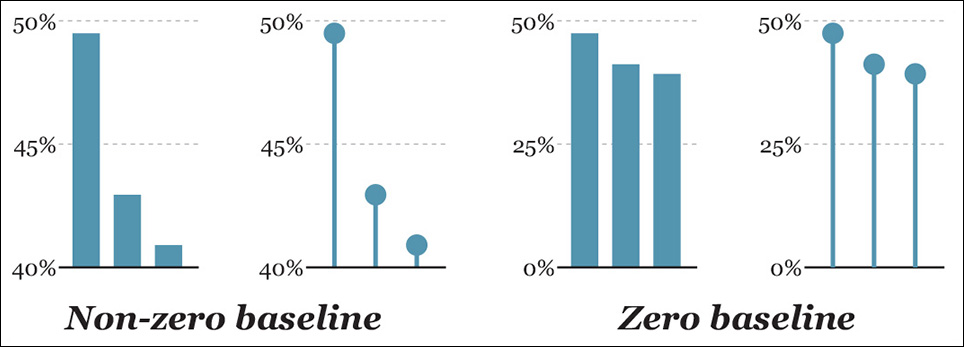 50% 50% 50% 50%
45% 45% 25% 25%
40% 40% 0% 0%
Non-zero baseline Zero baseline